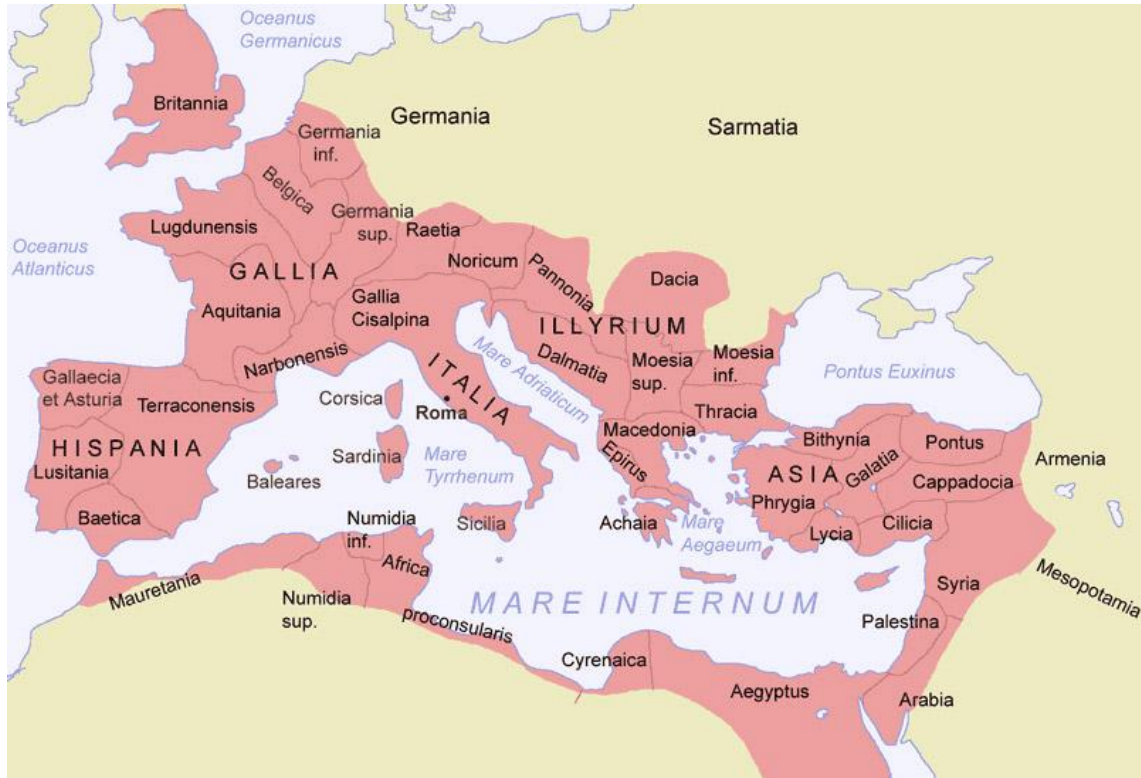 Oceanus
Germanicus
Britannia
Germania
Sarmatia
Germania
inf.
Belgica
Germania
sup.
Lugdunensis
Raetia
Oceanus
Atlanticus
GALLIA
Noricum
Pannonia
Dacia
Gallia
Cisalpina
Aquitania
ILLYRIUM
Narbonensis
ITALIA
Mare Adriaticum
Dalmatia
Moesia
sup.
Moesia
inf.
Pontus Euxinus
Gallaecia
et Asturia
Terraconensis
Corsica
Roma
Thracia
Macedonia
Bithynia
Pontus
HISPANIA
Sardinia
Mare
Tyrrhenum
Epirus
ASIA
Galatia
Armenia
Lusitania
Baleares
Phrygia
Cappadocia
Baetica
Numidia
inf.
Sicilia
Achaia
Mare
Aegaeum
Lycia
Cilicia
Mauretania
Africa
proconsularis
Numidia
sup.
MARE INTERNUM
Syria
Mesopotamia
Palestina
Cyrenaica
Aegyptus
Arabia